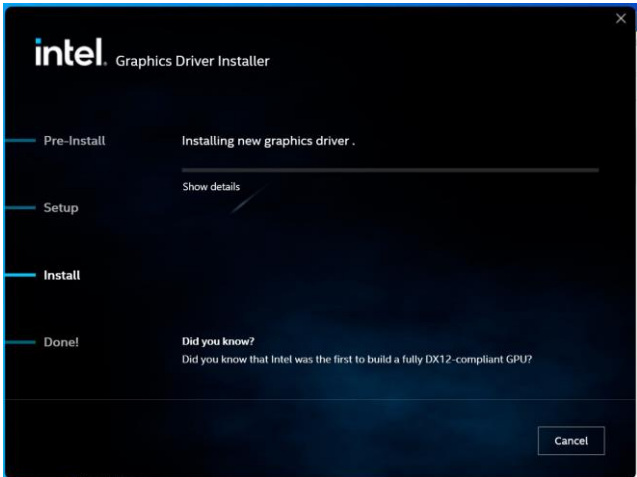 intel. Graphics Driver Installer
Pre-Install
Installing new graphics driver .
Show details
Setup
Install
Done!
Did you know?
Did you know that Intel was the first to build a fully DX12-compliant GPU?
Cancel